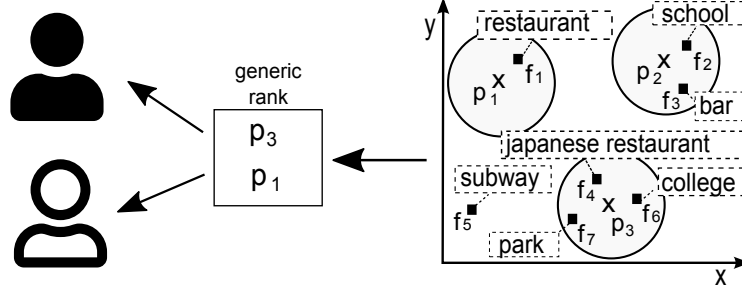 generic
rank
p3
p1
y
restaurant
f1
p1
x
school
p2
x
f2
f3
bar
japanese restaurant
subway
f5
f4
x
p3
f6
college
f7
park
x